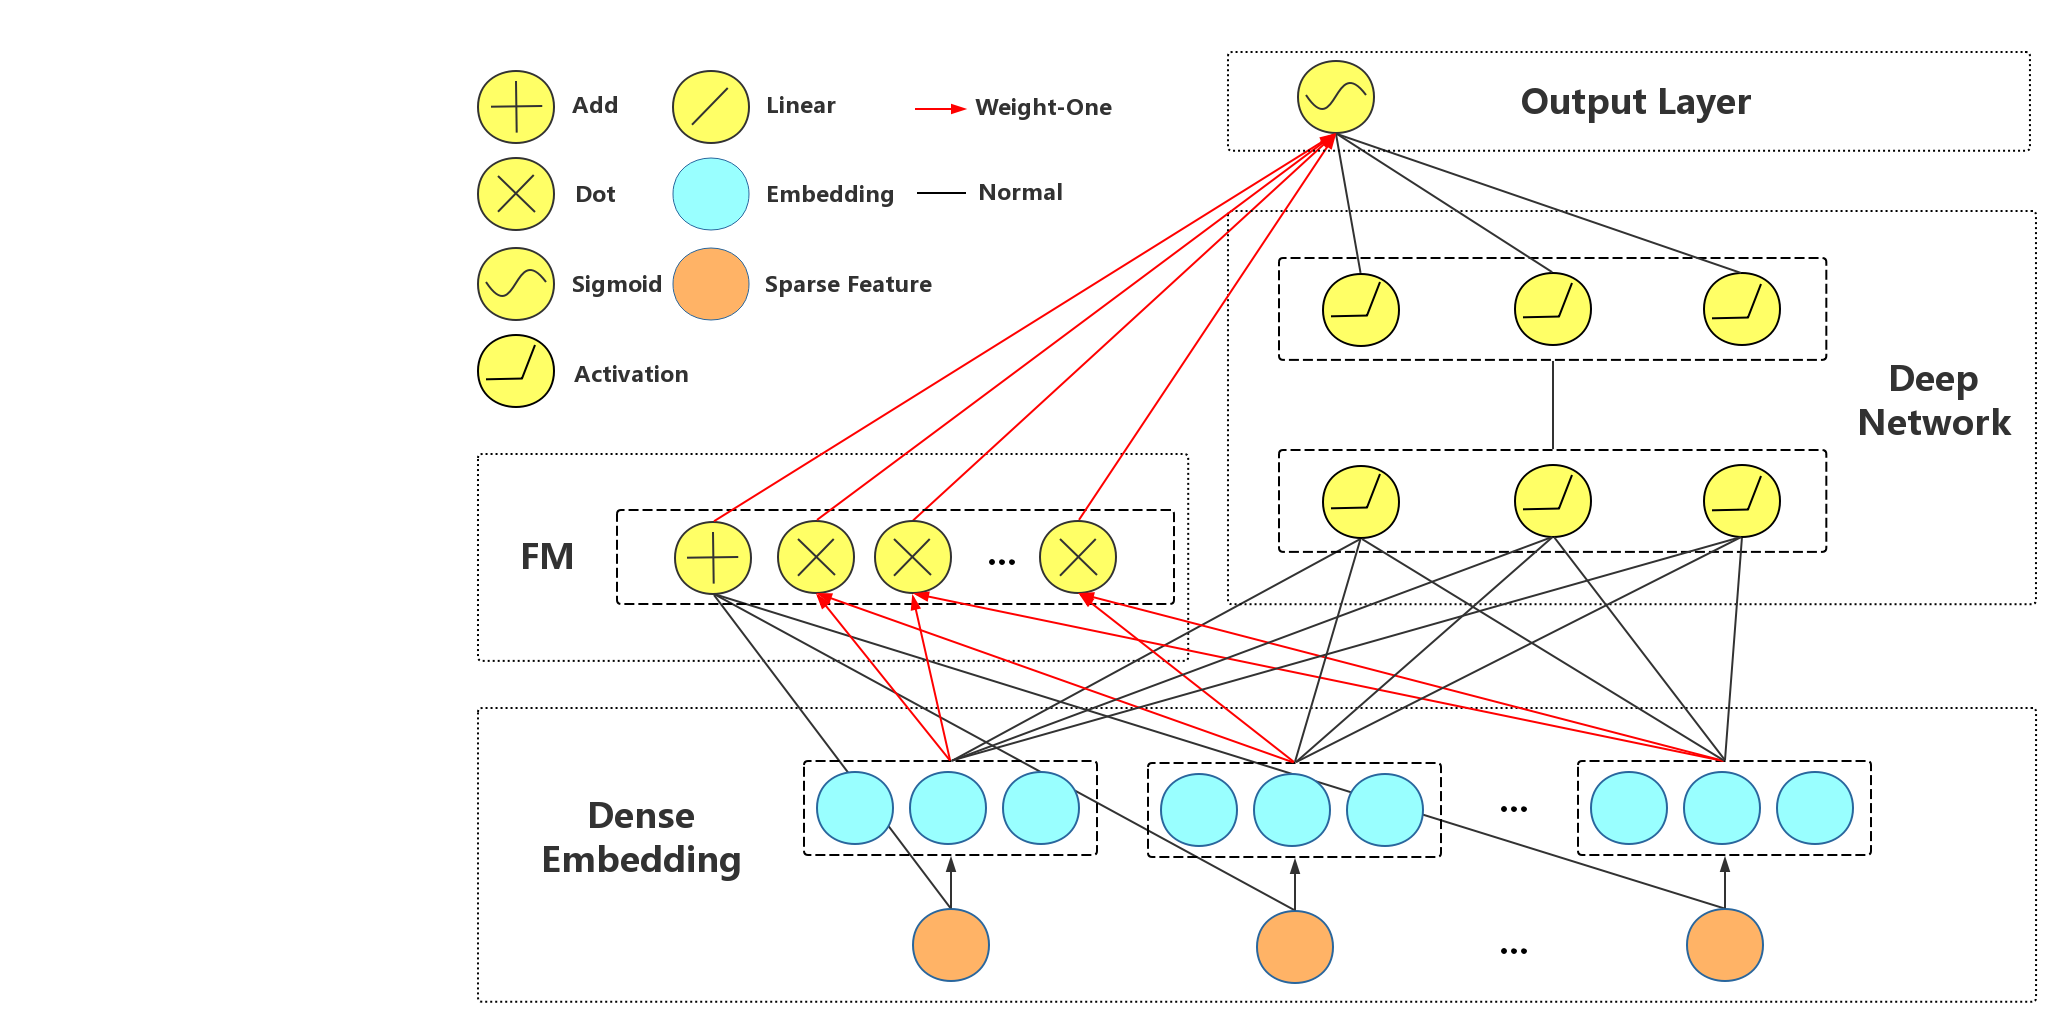 Add
Linear
Weight-One
Dot
Embedding
Normal
Sigmoid
Sparse Feature
Activation
Output Layer
Deep
Network
FM
...
Dense
Embedding
...
...